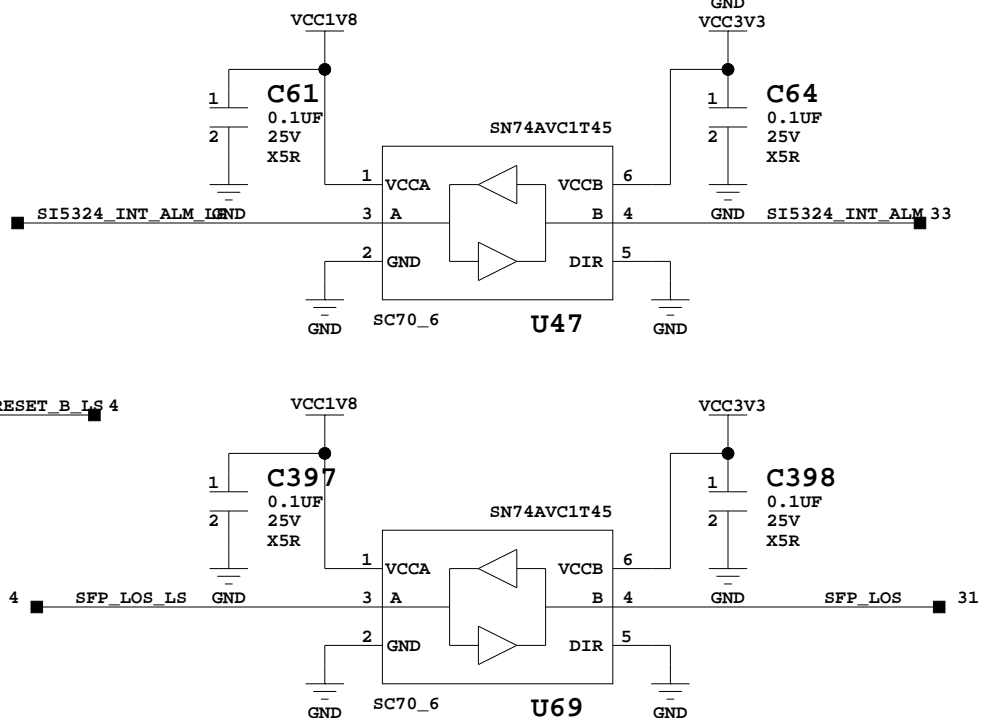 GND
VCC1V8
VCC3V3
C61
1
0.1UF
2
25V
X5R
C64
1
0.1UF
2
25V
X5R
SN74AVC1T45
1
VCCA
VCCB
6
SI5324_INT_ALM_LS
GND
3
A
B
4
GND
SI5324_INT_ALM
33
2
GND
DIR
5
GND
SC70_6
U47
GND
RESET_B_LS
4
VCC1V8
VCC3V3
C397
1
0.1UF
2
25V
X5R
C398
1
0.1UF
2
25V
X5R
SN74AVC1T45
1
VCCA
VCCB
6
4
SFP_LOS_LS
GND
3
A
B
4
GND
SFP_LOS
31
2
GND
DIR
5
GND
SC70_6
U69
GND